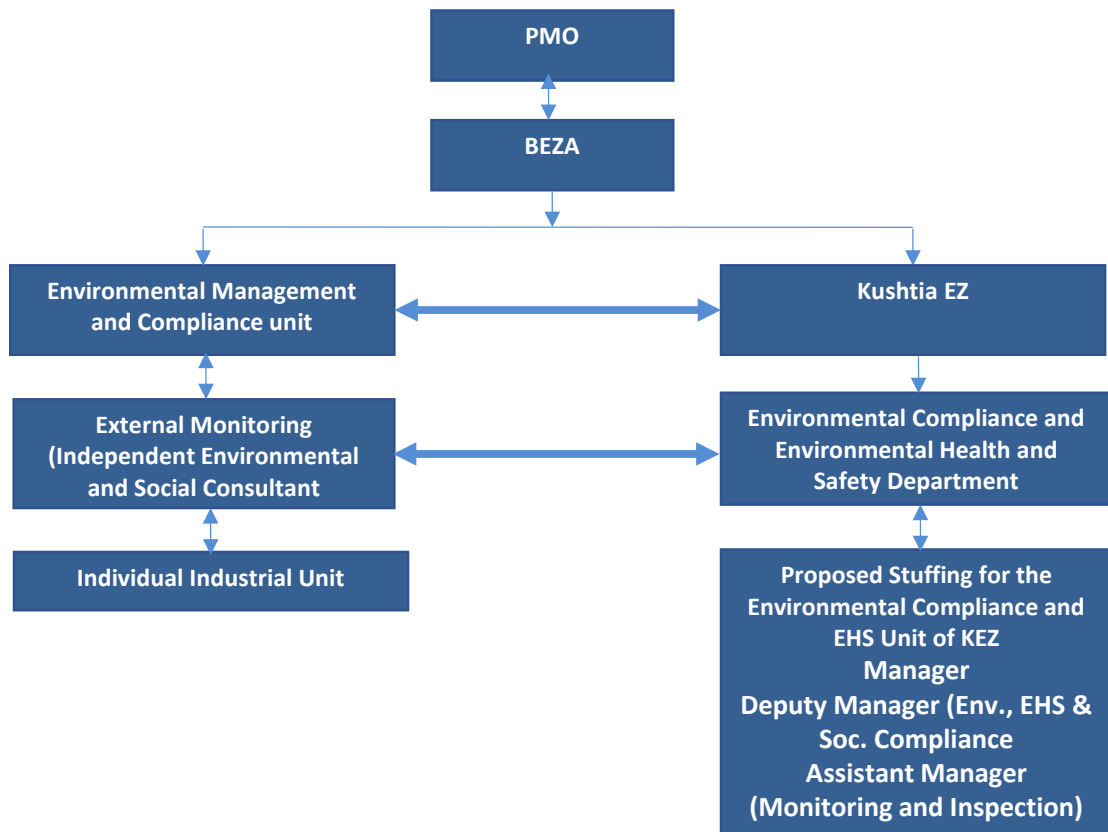 PMO
BEZA
Environmental Management
and Compliance unit
Kushtia EZ
External Monitoring
(Independent Environmental
and Social Consultant
Environmental Compliance and
Environmental Health and
Safety Department
Individual Industrial Unit
Proposed Stuffing for the
Environmental Compliance and
EHS Unit of KEZ
Manager
Deputy Manager (Env., EHS &
Soc. Compliance
Assistant Manager
(Monitoring and Inspection)